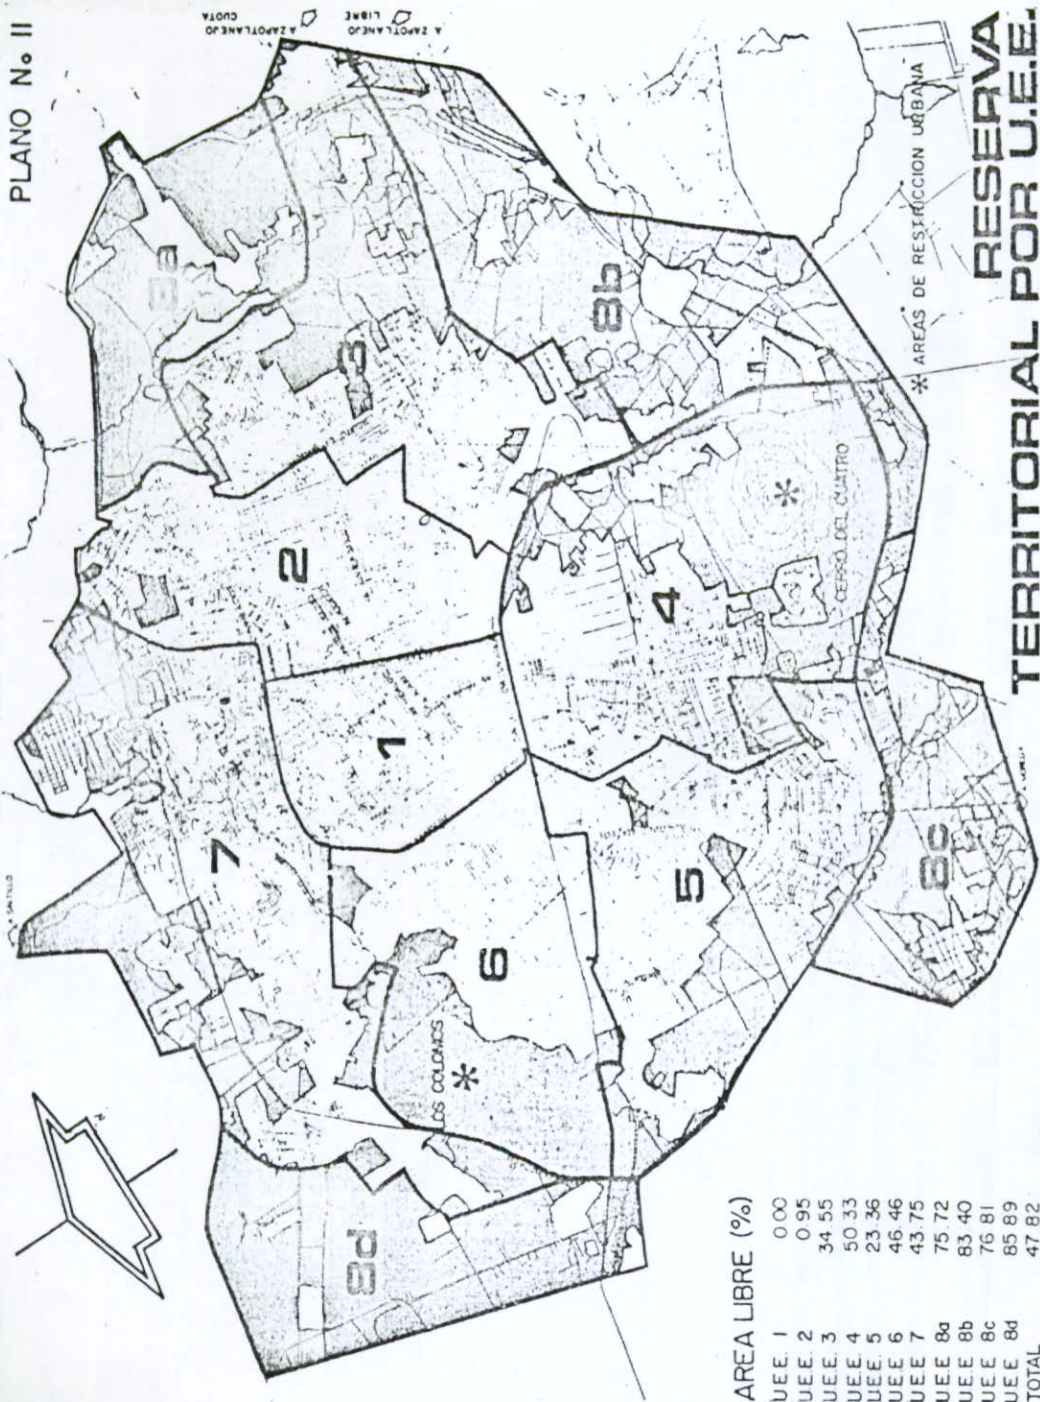 PLANO No II
A ZAPOTLANEJO
CUOTA
A ZAPOTLANEJO
LIBRE
8a
3
8b
2
CERRO DEL CUATRO
*
4
1
7
6
5
8c
LOS COLOMOS
*
8d
N
* AREAS DE RESTRICCION URBANA
RESERVA
TERRITORIAL POR U.E.E.
AREA LIBRE (%)
U.E.E. 1 0.00
U.E.E. 2 0.95
U.E.E. 3 34.55
U.E.E. 4 50.33
U.E.E. 5 23.36
U.E.E. 6 46.46
U.E.E. 7 43.75
U.E.E. 8a 75.72
U.E.E. 8b 83.40
U.E.E. 8c 76.81
U.E.E. 8d 85.89
TOTAL 47.82